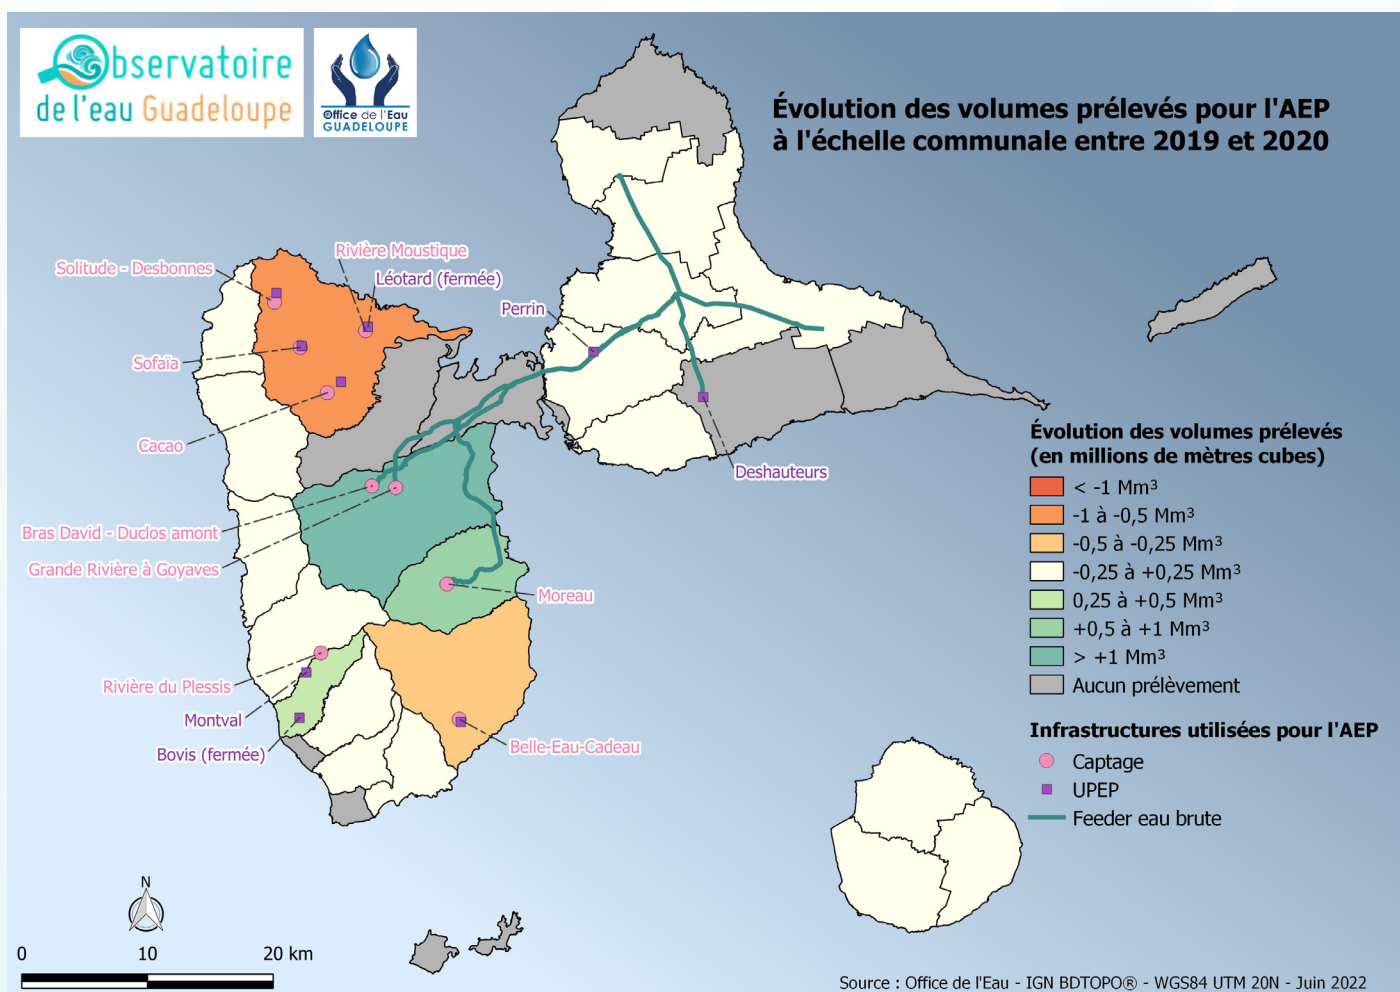 Observatoire
de l'eau Guadeloupe
Office de l'Eau
GUADELOUPE
Évolution des volumes prélevés pour l'AEP
à l'échelle communale entre 2019 et 2020
Rivière Moustique
Solitude - Desbonnes
Léotard (fermée)
Perrin
Sofaïa
Cacao
Deshauteurs
Bras David - Duclos amont
Grande Rivière à Goyaves
Moreau
Rivière du Plessis
Montval
Bovis (fermée)
Belle-Eau-Cadeau
Évolution des volumes prélevés
(en millions de mètres cubes)
< -1 Mm³
-1 à -0,5 Mm³
-0,5 à -0,25 Mm³
-0,25 à +0,25 Mm³
0,25 à +0,5 Mm³
+0,5 à +1 Mm³
> +1 Mm³
Aucun prélèvement
Infrastructures utilisées pour l'AEP
Captage
UPEP
Feeder eau brute
N
0 10 20 km
Source : Office de l'Eau - IGN BDTOPO® - WGS84 UTM 20N - Juin 2022